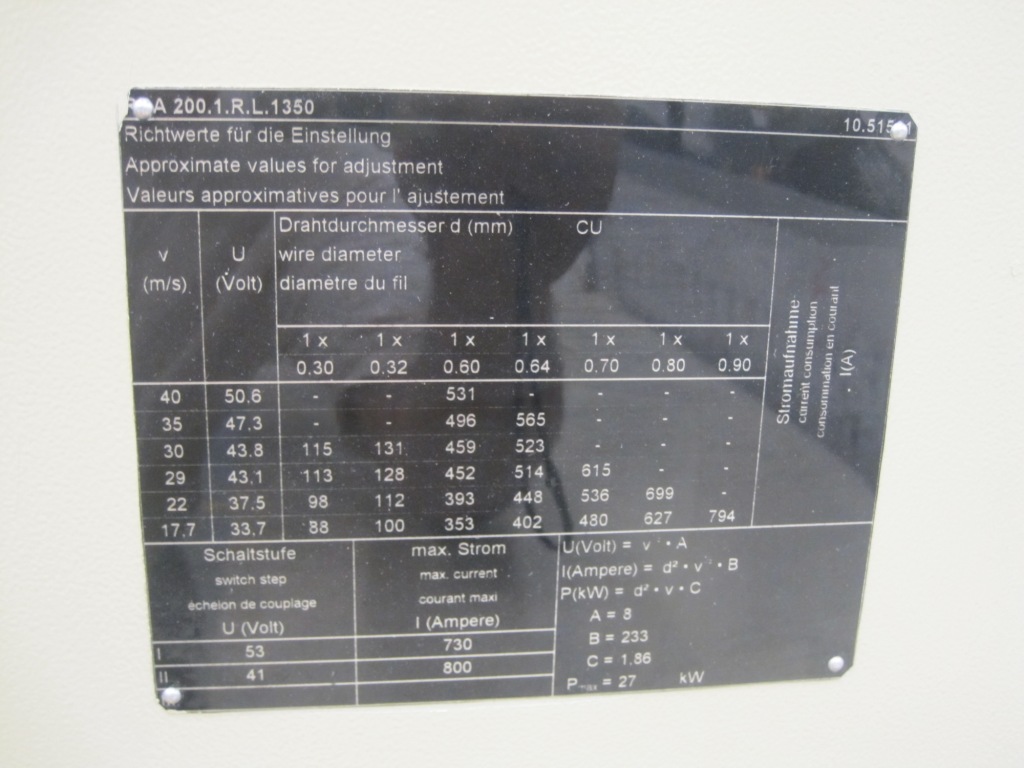 A 200.1.R.L.1350
10.515
Richtwerte für die Einstellung
Approximate values for adjustment
Valeurs approximatives pour l' ajustement
v
(m/s)
U
(Volt)
Drahtdurchmesser d (mm) CU
wire diameter
diamètre du fil
1 x 1 x 1 x 1 x 1 x 1 x 1 x
0.30 0.32 0.60 0.64 0.70 0.80 0.90
Stromaufnahme
current consumption
consommation en courant
I(A)
40 50.6 - - 531 - - - -
35 47.3 - - 496 565 - - -
30 43.8 115 131 459 523 - - -
29 43.1 113 128 452 514 615 - -
22 37.5 98 112 393 448 536 699 -
17.7 33.7 88 100 353 402 480 627 794
Schaltstufe
switch step
échelon de couplage
U (Volt)
max. Strom
max. current
courant maxi
I (Ampere)
I 53 730
II 41 800
U(Volt) = v · A
I(Ampere) = d² · v · B
P(kW) = d² · v · C
A = 8
B = 233
C = 1.86
Pmax = 27 kW